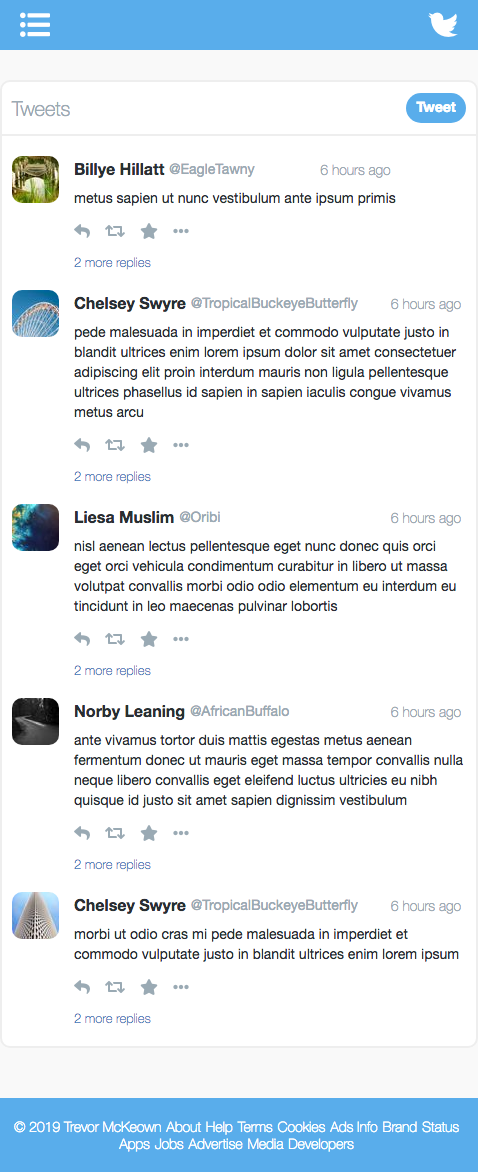 Tweets
Tweet
Billye Hillatt @EagleTawny 6 hours ago
metus sapien ut nunc vestibulum ante ipsum primis
2 more replies
Chelsey Swyre @TropicalBuckeyeButterfly 6 hours ago
pede malesuada in imperdiet et commodo vulputate justo in
blandit ultrices enim lorem ipsum dolor sit amet consectetuer
adipiscing elit proin interdum mauris non ligula pellentesque
ultrices phasellus id sapien in sapien iaculis congue vivamus
metus arcu
2 more replies
Liesa Muslim @Oribi 6 hours ago
nisl aenean lectus pellentesque eget nunc donec quis orci
eget orci vehicula condimentum curabitur in libero ut massa
volutpat convallis morbi odio odio elementum eu interdum eu
tincidunt in leo maecenas pulvinar lobortis
2 more replies
Norby Leaning @AfricanBuffalo 6 hours ago
ante vivamus tortor duis mattis egestas metus aenean
fermentum donec ut mauris eget massa tempor convallis nulla
neque libero convallis eget eleifend luctus ultricies eu nibh
quisque id justo sit amet sapien dignissim vestibulum
2 more replies
Chelsey Swyre @TropicalBuckeyeButterfly 6 hours ago
morbi ut odio cras mi pede malesuada in imperdiet et
commodo vulputate justo in blandit ultrices enim lorem ipsum
2 more replies
© 2019 Trevor McKeown About Help Terms Cookies Ads Info Brand Status
Apps Jobs Advertise Media Developers